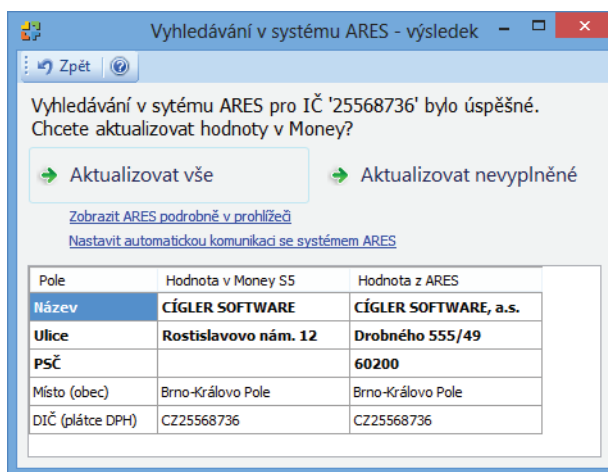 Vyhledávání v systému ARES - výsledek
Zpět
Vyhledávání v sytému ARES pro IČ '25568736' bylo úspěšné.
Chcete aktualizovat hodnoty v Money?
Aktualizovat vše Aktualizovat nevyplněné
Zobrazit ARES podrobně v prohlížeči
Nastavit automatickou komunikaci se systémem ARES
Pole Hodnota v Money S5 Hodnota z ARES
Název CÍGLER SOFTWARE CÍGLER SOFTWARE, a.s.
Ulice Rostislavovo nám. 12 Drobného 555/49
PSČ 60200
Místo (obec) Brno-Královo Pole Brno-Královo Pole
DIČ (plátce DPH) CZ25568736 CZ25568736